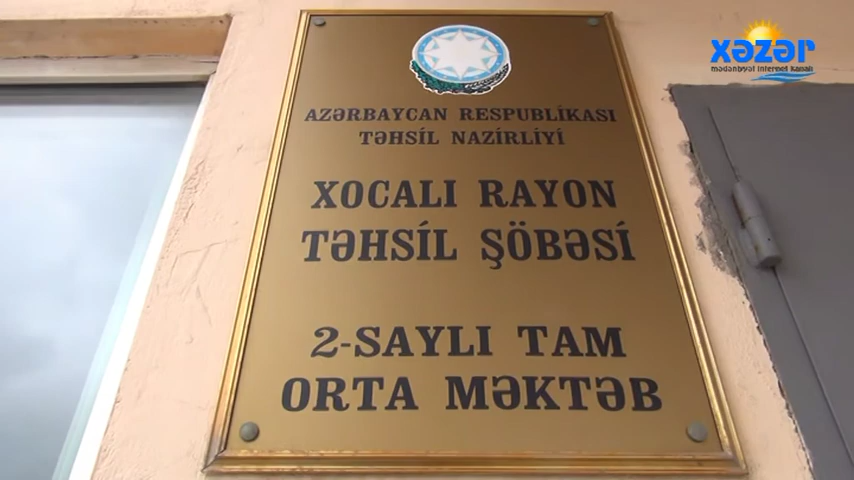 xəzər
mədəniyyət internet kanalı
AZƏRBAYCAN RESPUBLİKASI
TƏHSİL NAZİRLİYİ
XOCALI RAYON
TƏHSİL ŞÖBƏSİ
2-SAYLI TAM
ORTA MƏKTƏB